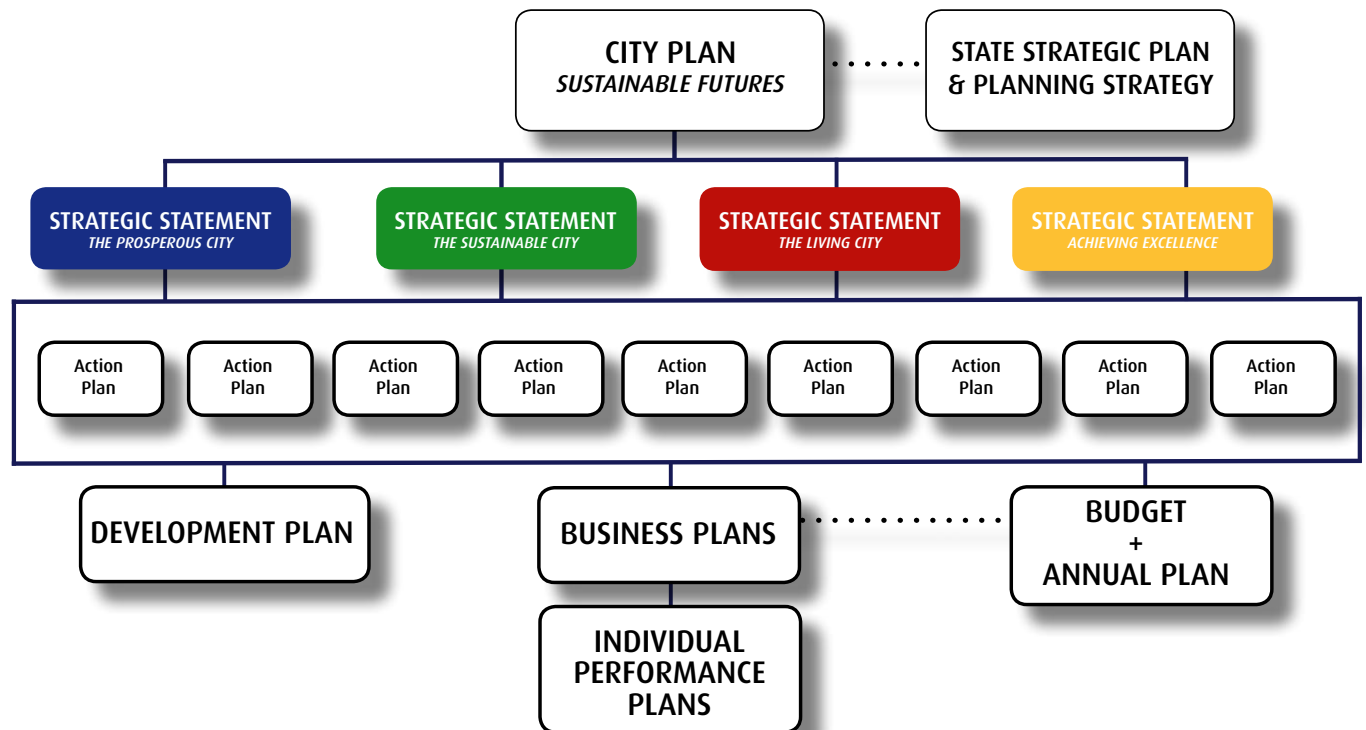 CITY PLAN
SUSTAINABLE FUTURES
STATE STRATEGIC PLAN
& PLANNING STRATEGY
STRATEGIC STATEMENT
THE PROSPEROUS CITY
STRATEGIC STATEMENT
THE SUSTAINABLE CITY
STRATEGIC STATEMENT
THE LIVING CITY
STRATEGIC STATEMENT
ACHIEVING EXCELLENCE
Action
Plan
Action
Plan
Action
Plan
Action
Plan
Action
Plan
Action
Plan
Action
Plan
Action
Plan
Action
Plan
DEVELOPMENT PLAN
BUSINESS PLANS
BUDGET
+
ANNUAL PLAN
INDIVIDUAL
PERFORMANCE
PLANS